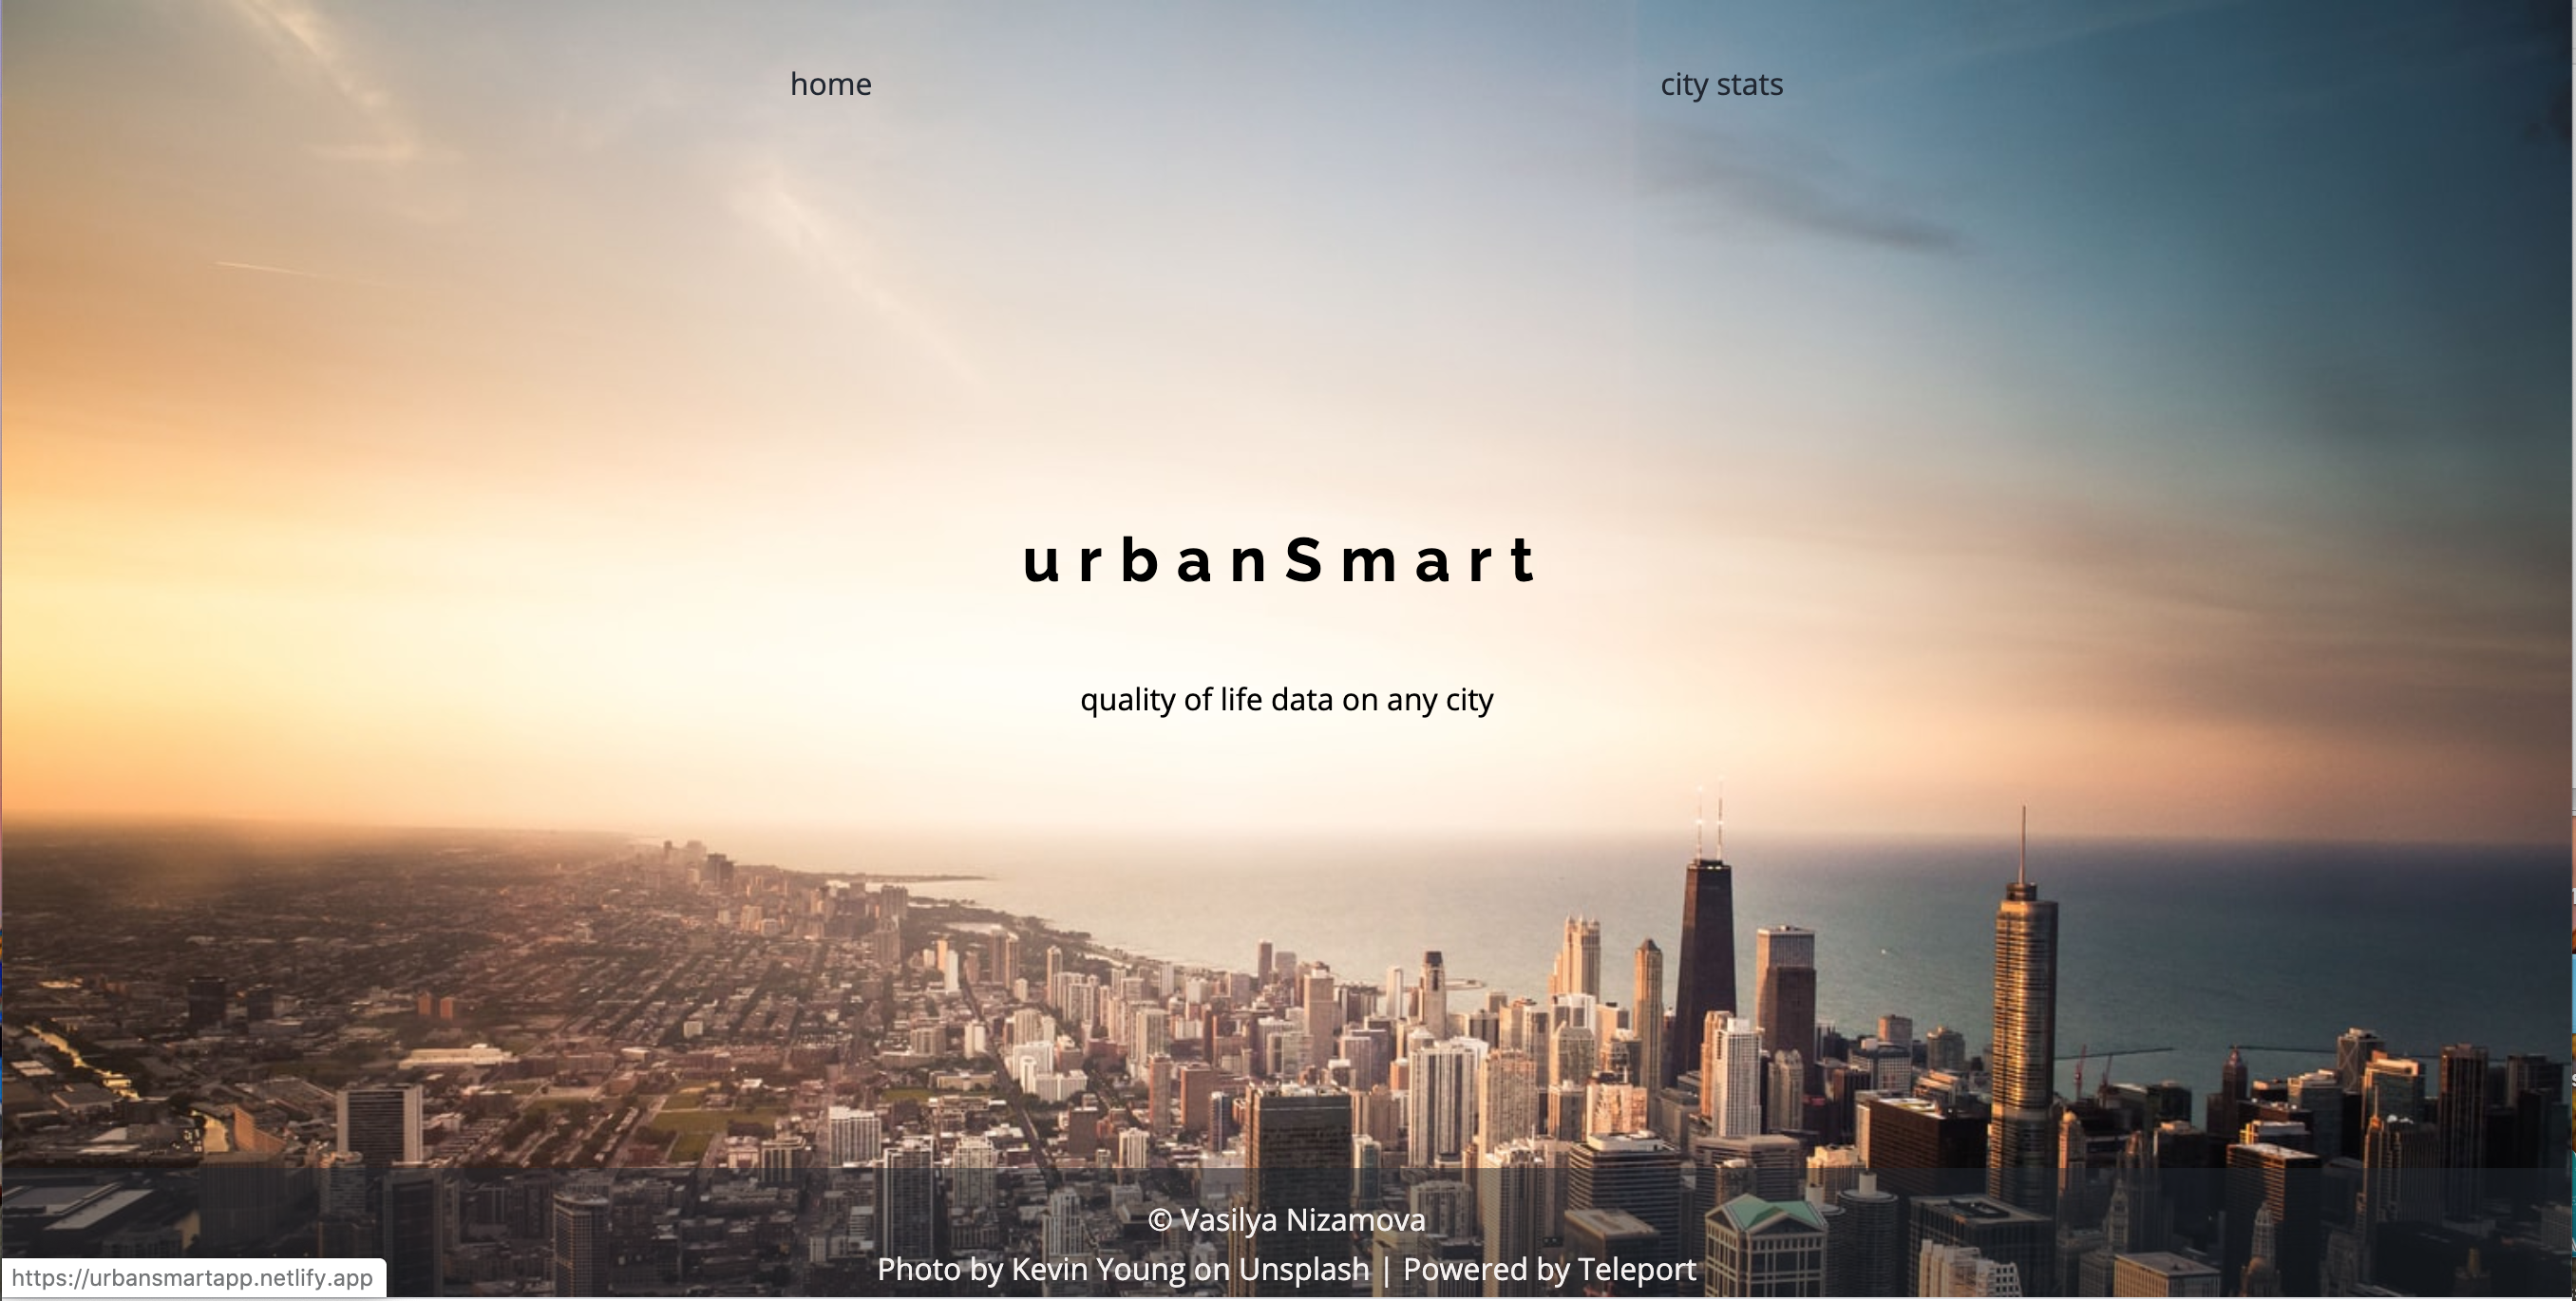 home city stats
urbanSmart
quality of life data on any city
© Vasilya Nizamova
Photo by Kevin Young on Unsplash | Powered by Teleport
https://urbansmartapp.netlify.app